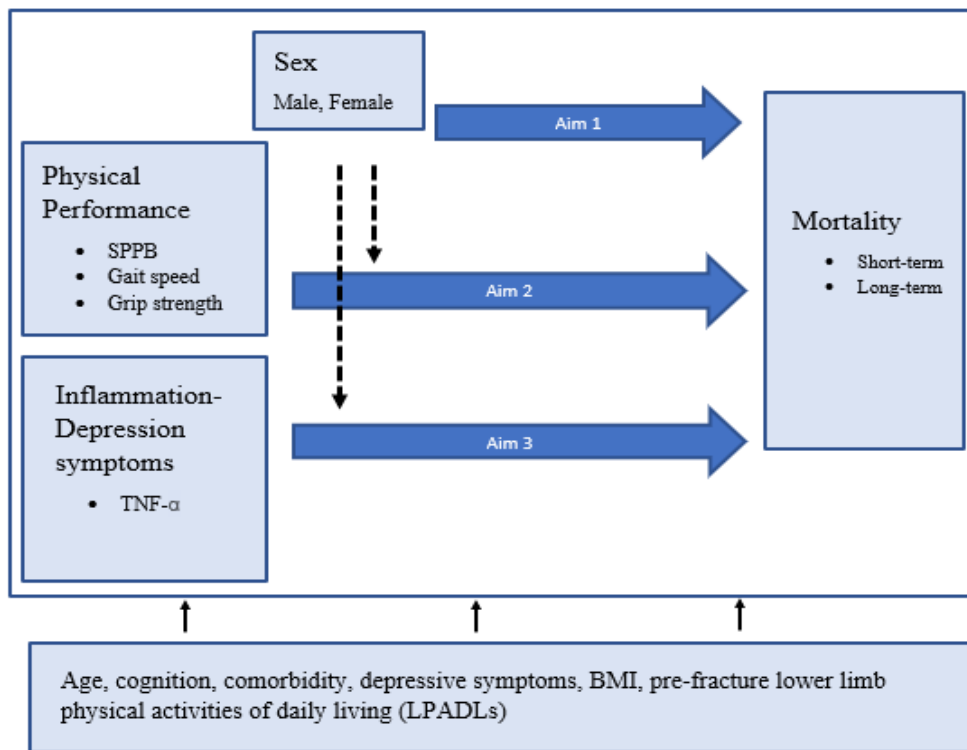 Sex
Male, Female
Aim 1
Physical
Performance
• SPPB
• Gait speed
• Grip strength
Aim 2
Mortality
• Short-term
• Long-term
Inflammation-
Depression
symptoms
• TNF-α
Aim 3
Age, cognition, comorbidity, depressive symptoms, BMI, pre-fracture lower limb
physical activities of daily living (LPADLs)